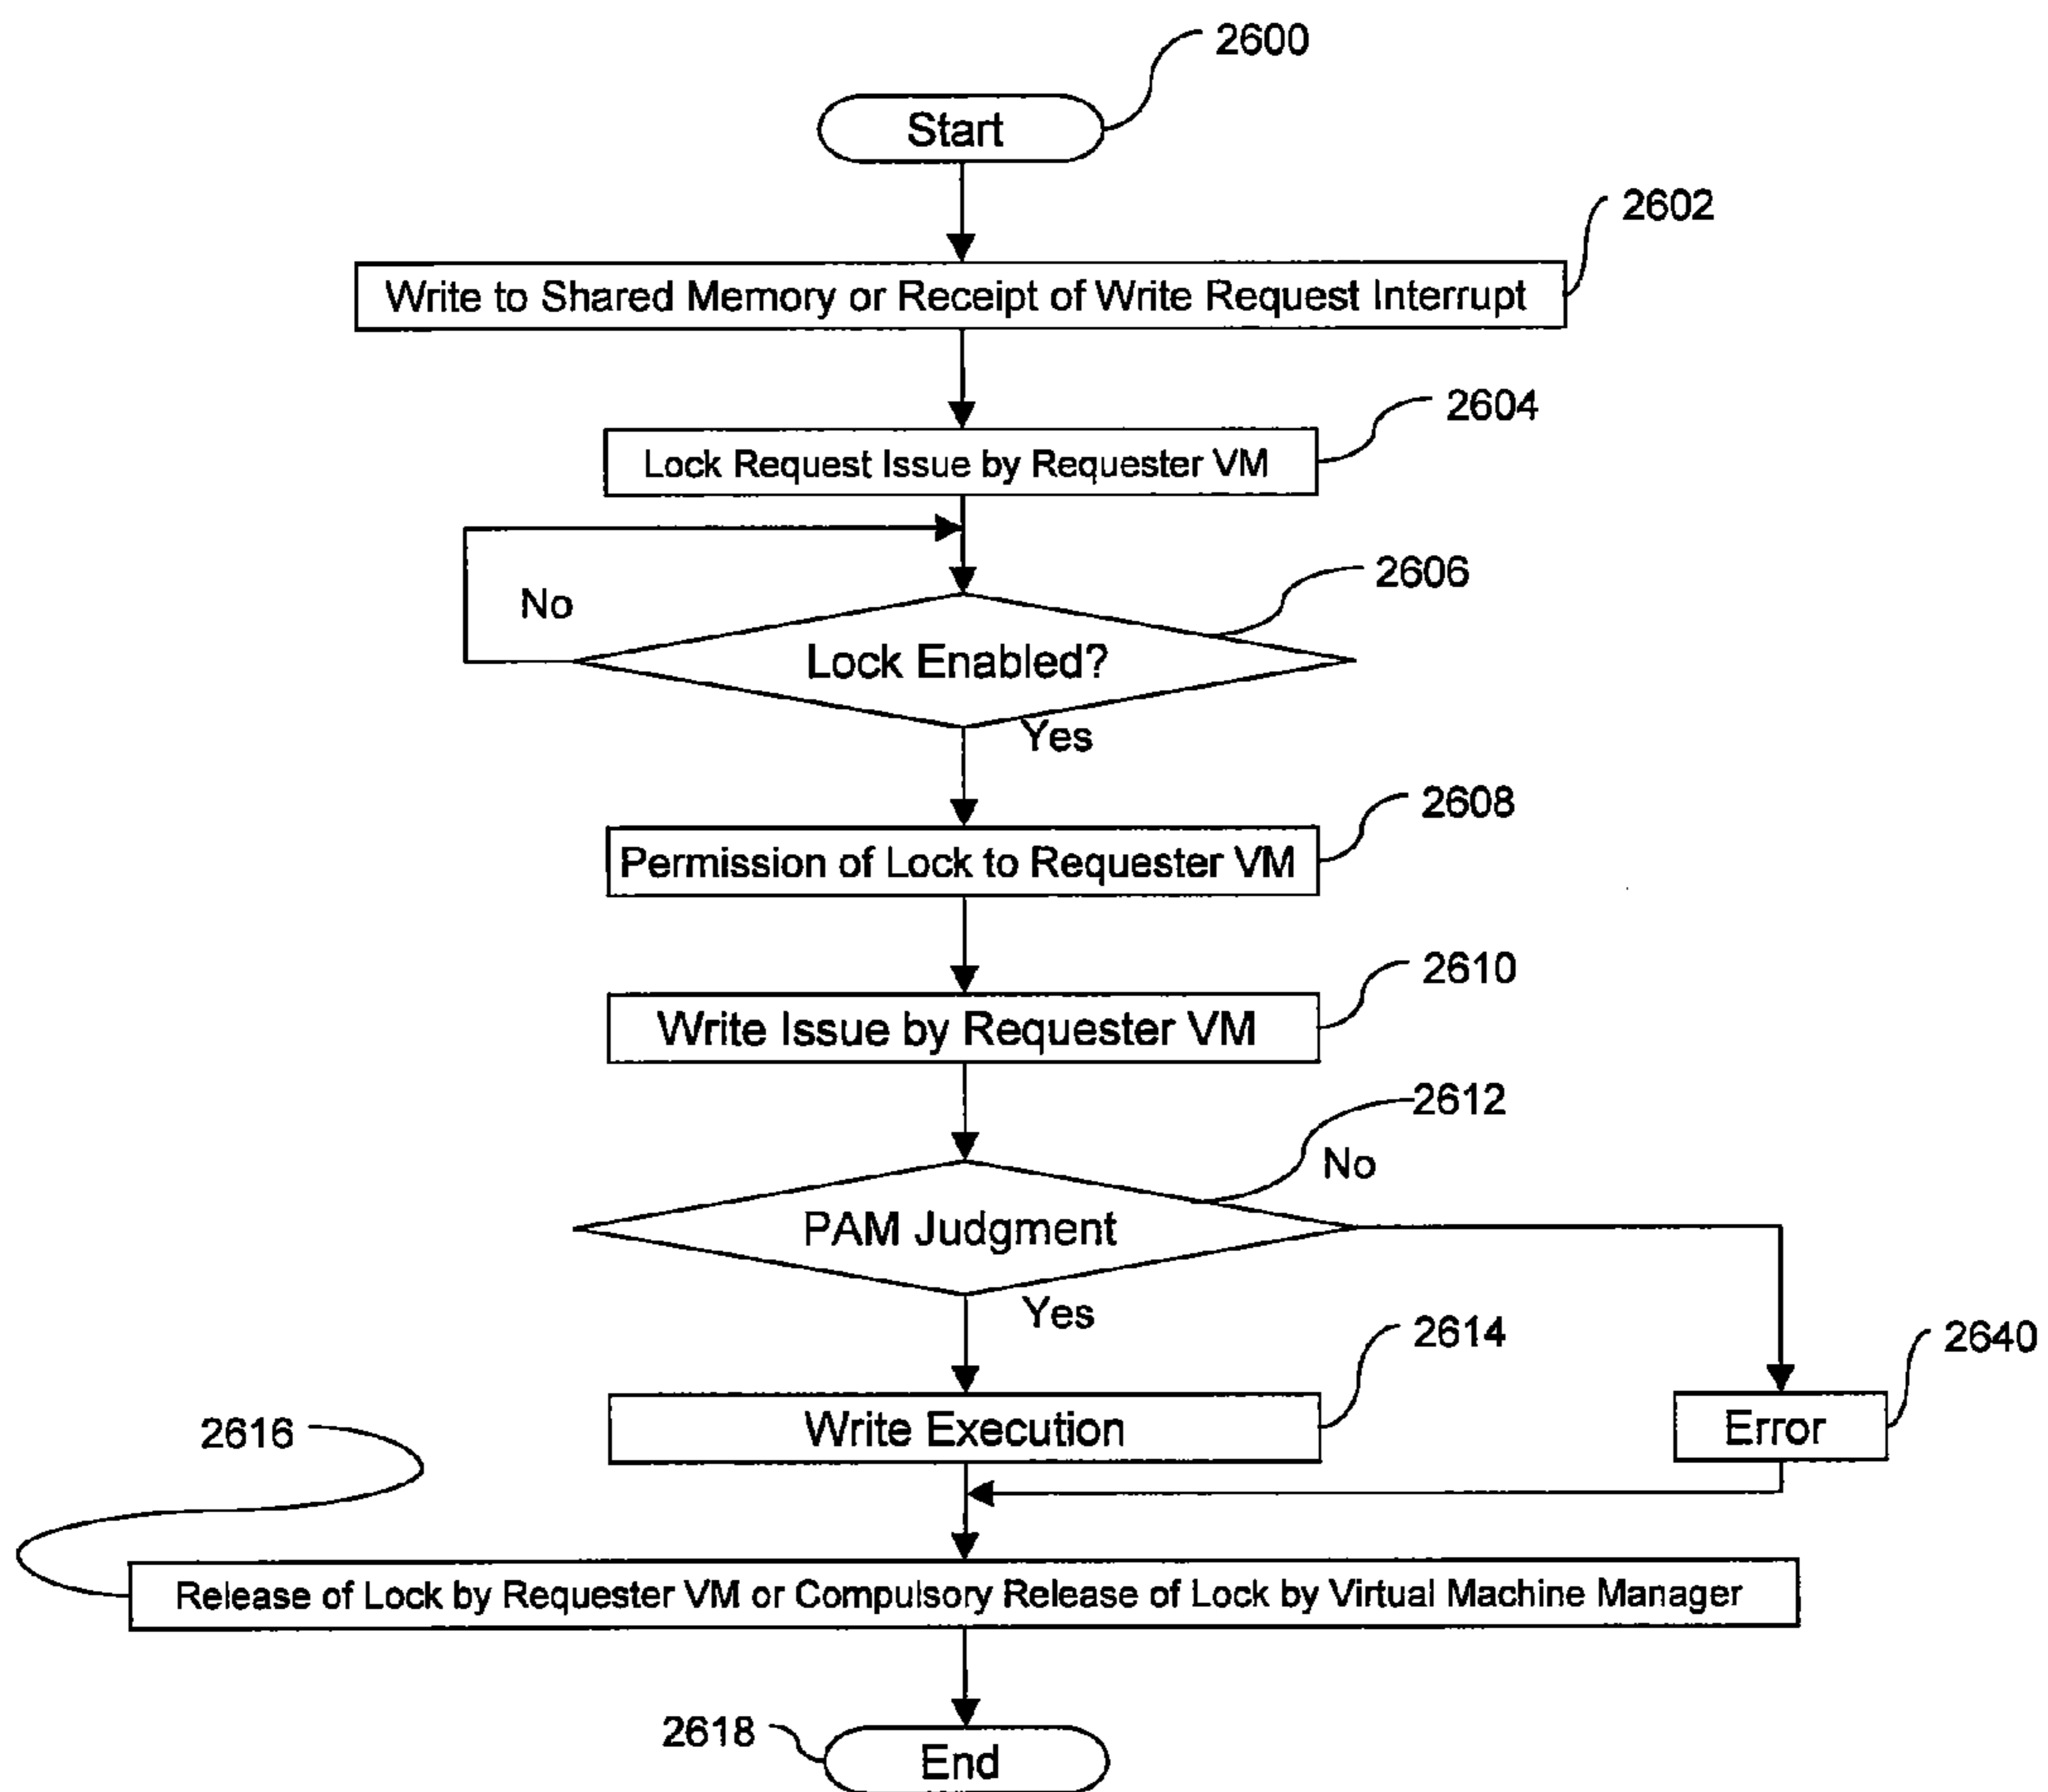 2600
Start
2602
Write to Shared Memory or Receipt of Write Request Interrupt
2604
Lock Request Issue by Requester VM
2606
No
Lock Enabled?
Yes
2608
Permission of Lock to Requester VM
2610
Write Issue by Requester VM
2612
No
PAM Judgment
Yes
2614
2640
Write Execution
Error
2616
Release of Lock by Requester VM or Compulsory Release of Lock by Virtual Machine Manager
2618
End